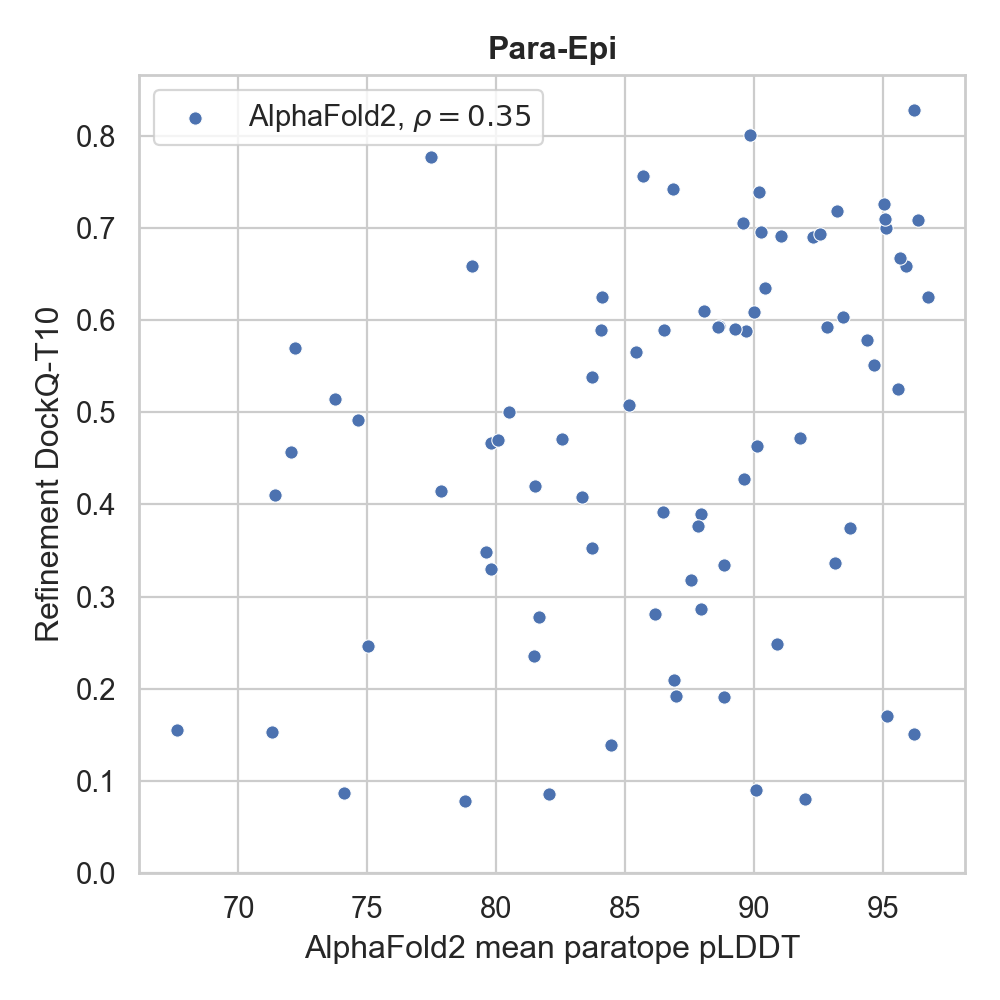 Para-Epi
AlphaFold2, ρ = 0.35
Refinement DockQ-T10
0.8
0.7
0.6
0.5
0.4
0.3
0.2
0.1
0.0
70 75 80 85 90 95
AlphaFold2 mean paratope pLDDT